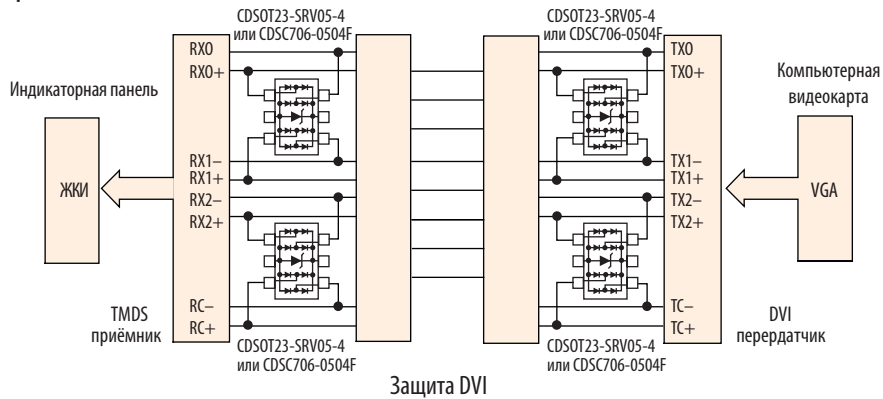 CDSOT23-SRV05-4
или CDSC706-0504F
CDSOT23-SRV05-4
или CDSC706-0504F
Индикаторная панель
ЖКИ
RX0
RX0+
RX1–
RX1+
RX2–
RX2+
RC–
RC+
TMDS
приёмник
TX0
TX0+
TX1–
TX1+
TX2–
TX2+
TC–
TC+
Компьютерная
видеокарта
VGA
DVI
перердатчик
CDSOT23-SRV05-4
или CDSC706-0504F
CDSOT23-SRV05-4
или CDSC706-0504F
Защита DVI